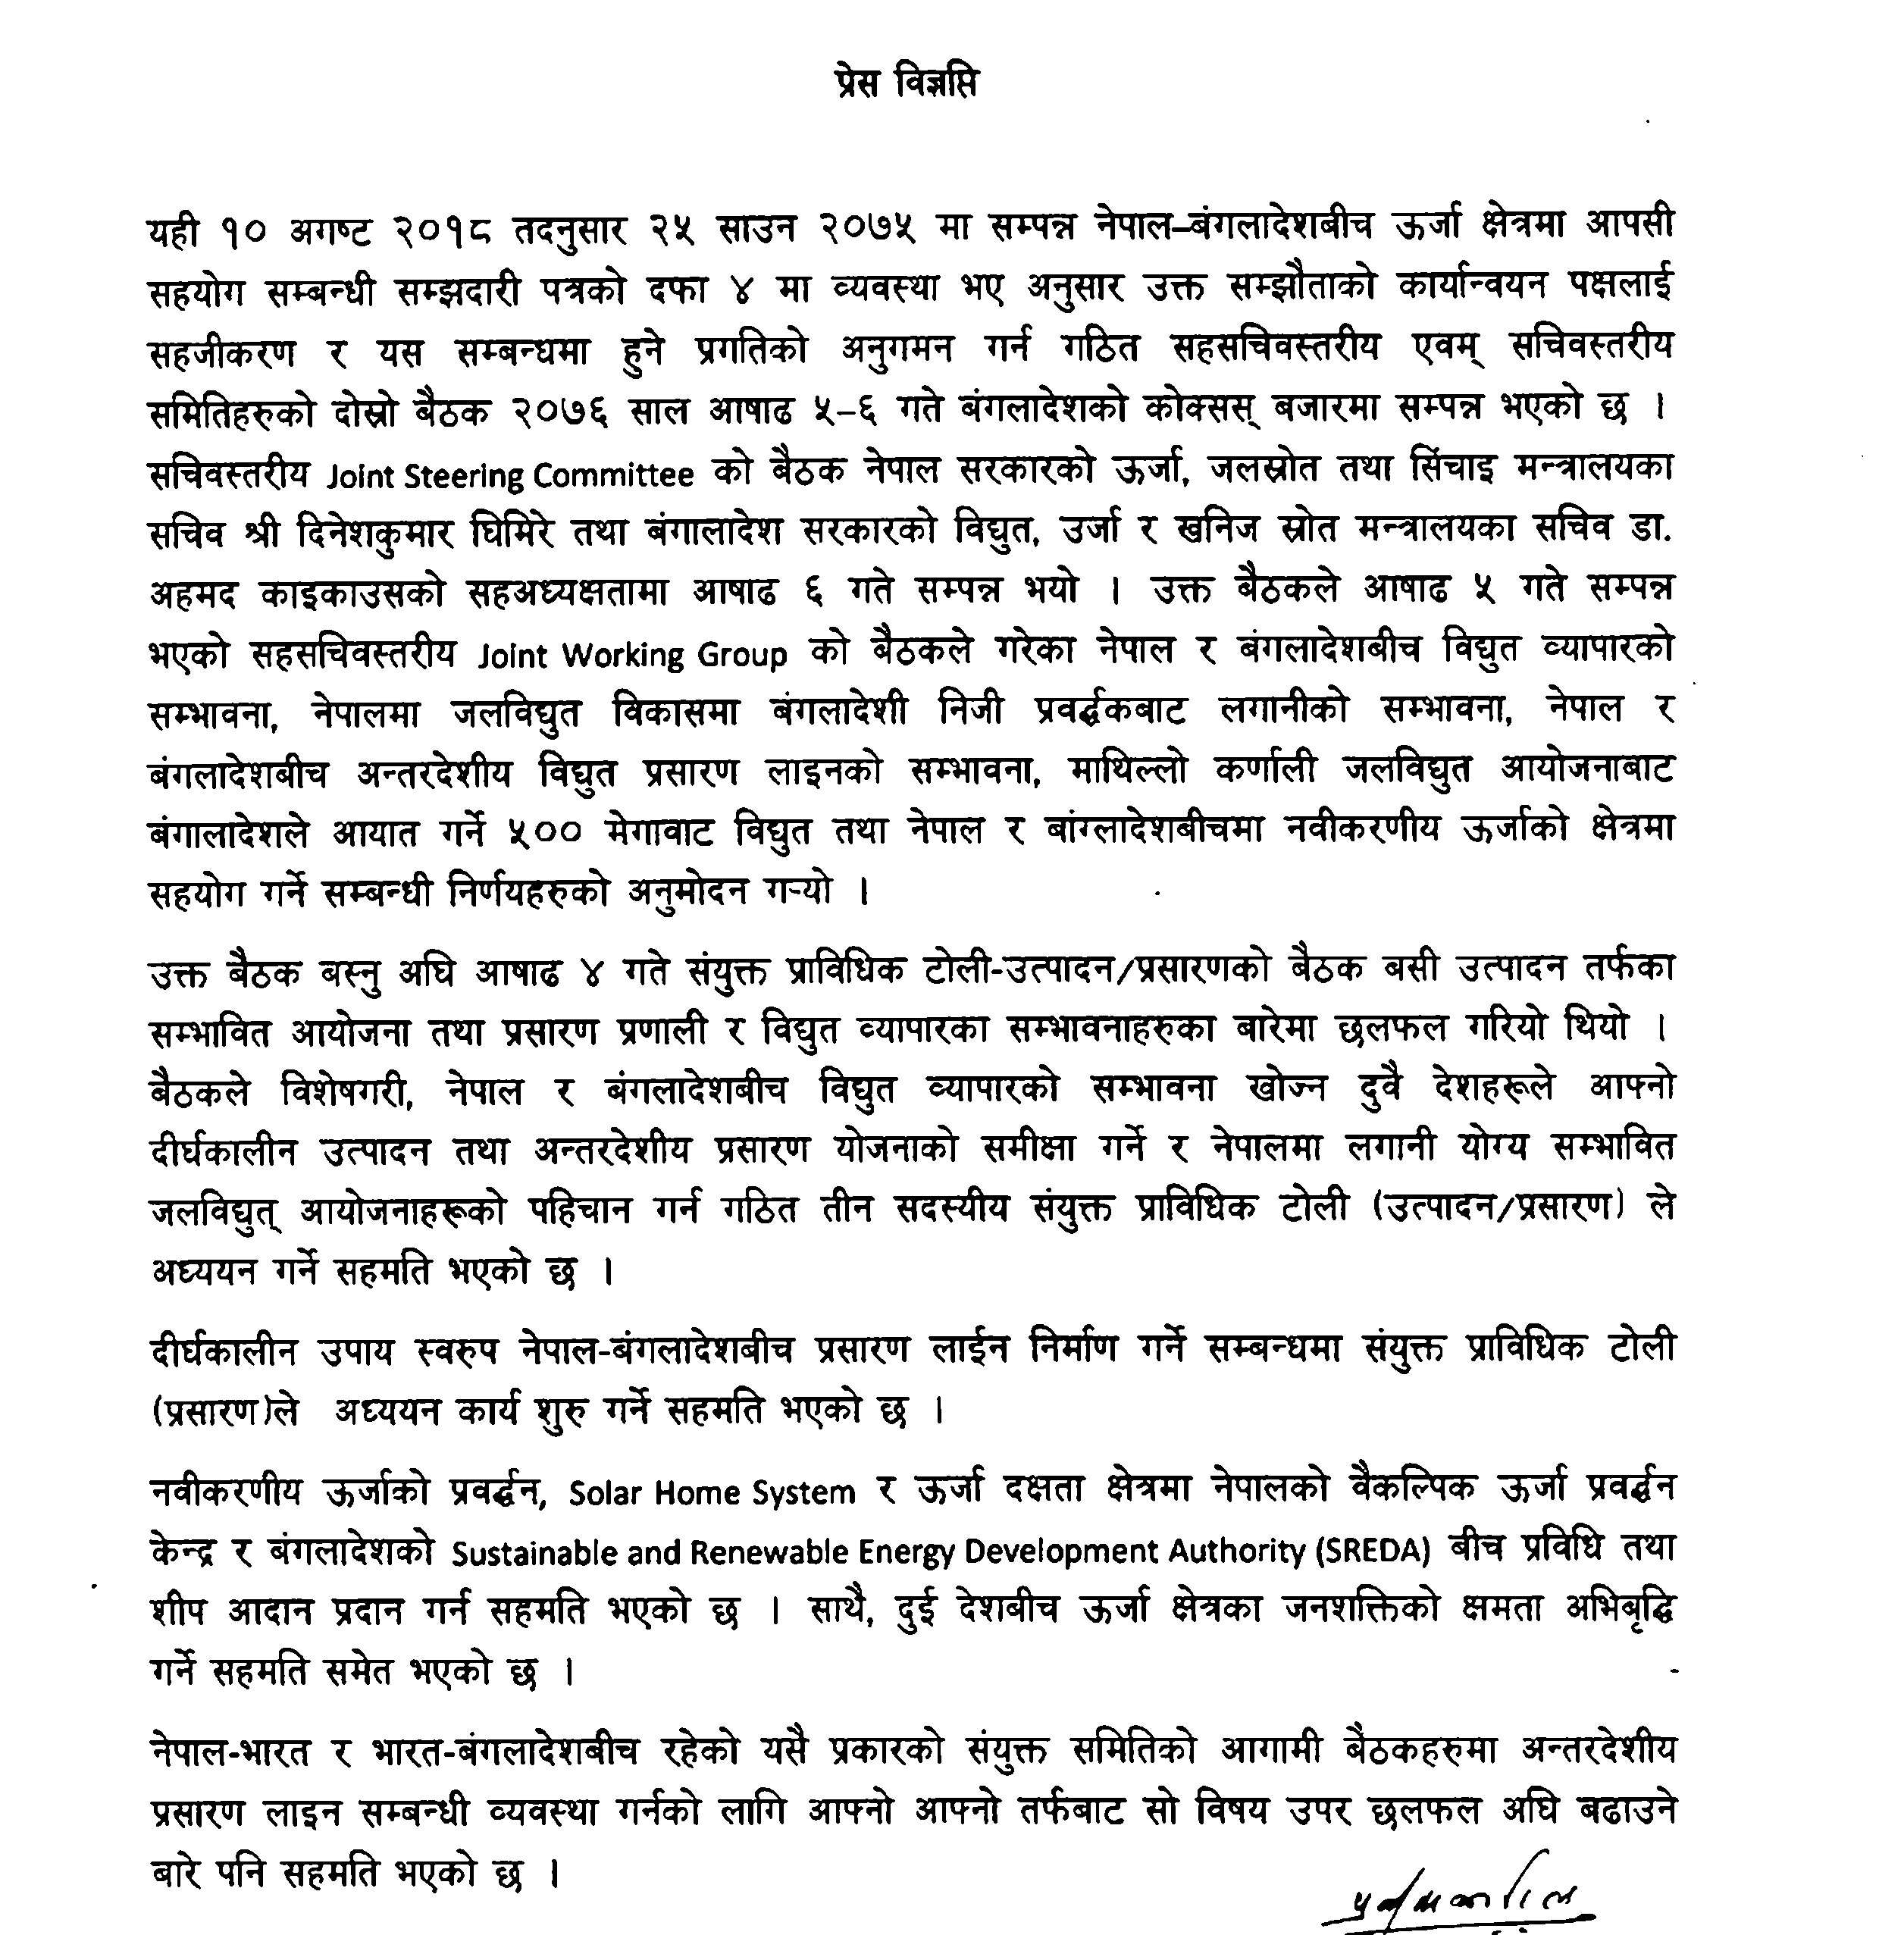 प्रेस विज्ञप्ति
यही १० अगष्ट २०१८ तदनुसार २५ साउन २०७५ मा सम्पन्न नेपाल–बंगलादेशबीच ऊर्जा क्षेत्रमा आपसी
सहयोग सम्बन्धी सम्झदारी पत्रको दफा ४ मा व्यवस्था भए अनुसार उक्त सम्झौताको कार्यान्वयन पक्षलाई
सहजीकरण र यस सम्बन्धमा हुने प्रगतिको अनुगमन गर्न गठित सहसचिवस्तरीय एवम् सचिवस्तरीय
समितिहरुको दोस्रो बैठक २०७६ साल आषाढ ५–६ गते बंगलादेशको कोक्सस् बजारमा सम्पन्न भएको छ ।
सचिवस्तरीय Joint Steering Committee को बैठक नेपाल सरकारको ऊर्जा, जलस्रोत तथा सिंचाइ मन्त्रालयका
सचिव श्री दिनेशकुमार घिमिरे तथा बंगालादेश सरकारको विद्युत, उर्जा र खनिज स्रोत मन्त्रालयका सचिव डा.
अहमद काइकाउसको सहअध्यक्षतामा आषाढ ६ गते सम्पन्न भयो । उक्त बैठकले आषाढ ५ गते सम्पन्न
भएको सहसचिवस्तरीय Joint Working Group को बैठकले गरेका नेपाल र बंगलादेशबीच विद्युत व्यापारको
सम्भावना, नेपालमा जलविद्युत विकासमा बंगलादेशी निजी प्रवर्द्धकबाट लगानीको सम्भावना, नेपाल र
बंगलादेशबीच अन्तरदेशीय विद्युत प्रसारण लाइनको सम्भावना, माथिल्लो कर्णाली जलविद्युत आयोजनाबाट
बंगालादेशले आयात गर्ने ५०० मेगावाट विद्युत तथा नेपाल र बांग्लादेशबीचमा नवीकरणीय ऊर्जाको क्षेत्रमा
सहयोग गर्ने सम्बन्धी निर्णयहरुको अनुमोदन गऱ्यो ।
उक्त बैठक बस्नु अघि आषाढ ४ गते संयुक्त प्राविधिक टोली-उत्पादन/प्रसारणको बैठक बसी उत्पादन तर्फका
सम्भावित आयोजना तथा प्रसारण प्रणाली र विद्युत व्यापारका सम्भावनाहरुका बारेमा छलफल गरियो थियो ।
बैठकले विशेषगरी, नेपाल र बंगलादेशबीच विद्युत व्यापारको सम्भावना खोज्न दुवै देशहरूले आफ्नो
दीर्घकालीन उत्पादन तथा अन्तरदेशीय प्रसारण योजनाको समीक्षा गर्ने र नेपालमा लगानी योग्य सम्भावित
जलविद्युत् आयोजनाहरूको पहिचान गर्न गठित तीन सदस्यीय संयुक्त प्राविधिक टोली (उत्पादन/प्रसारण) ले
अध्ययन गर्ने सहमति भएको छ ।
दीर्घकालीन उपाय स्वरुप नेपाल-बंगलादेशबीच प्रसारण लाईन निर्माण गर्ने सम्बन्धमा संयुक्त प्राविधिक टोली
(प्रसारण)ले अध्ययन कार्य शुरु गर्ने सहमति भएको छ ।
नवीकरणीय ऊर्जाको प्रवर्द्धन, Solar Home System र ऊर्जा दक्षता क्षेत्रमा नेपालको वैकल्पिक ऊर्जा प्रवर्द्धन
केन्द्र र बंगलादेशको Sustainable and Renewable Energy Development Authority (SREDA) बीच प्रविधि तथा
शीप आदान प्रदान गर्न सहमति भएको छ । साथै, दुई देशबीच ऊर्जा क्षेत्रका जनशक्तिको क्षमता अभिबृद्धि
गर्ने सहमति समेत भएको छ ।
नेपाल-भारत र भारत-बंगलादेशबीच रहेको यसै प्रकारको संयुक्त समितिको आगामी बैठकहरुमा अन्तरदेशीय
प्रसारण लाइन सम्बन्धी व्यवस्था गर्नको लागि आफ्नो आफ्नो तर्फबाट सो विषय उपर छलफल अघि बढाउने
बारे पनि सहमति भएको छ ।